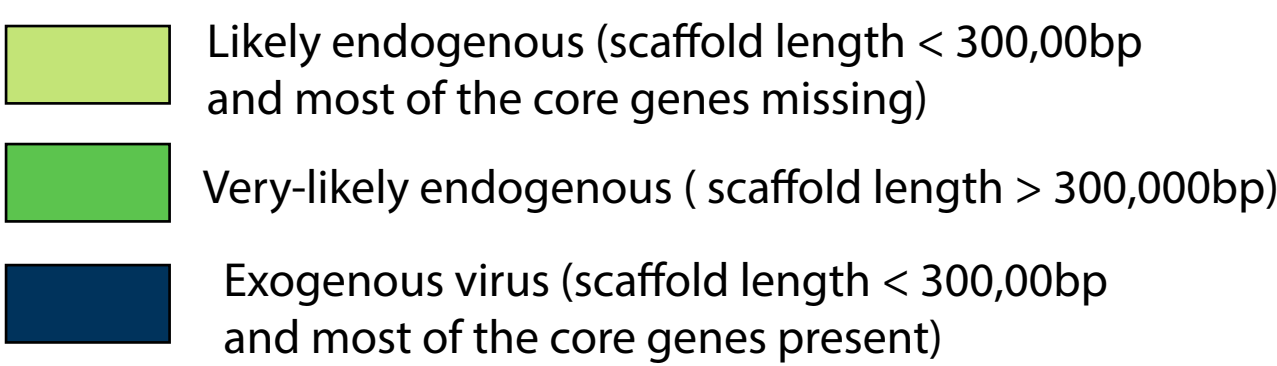 Likely endogenous (scaffold length < 300,00bp
and most of the core genes missing)
Very-likely endogenous ( scaffold length > 300,000bp)
Exogenous virus (scaffold length < 300,00bp
and most of the core genes present)